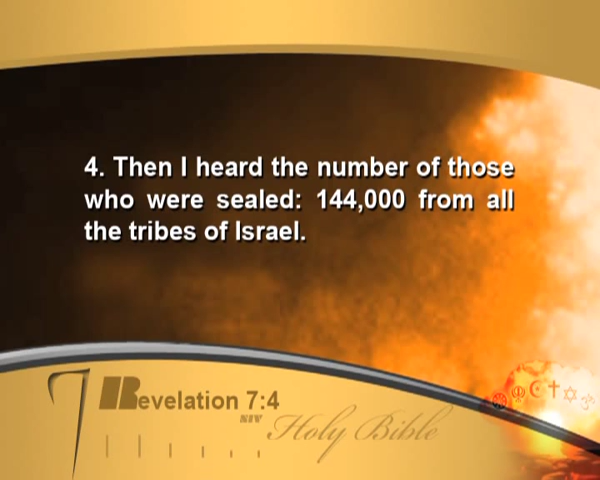 4. Then I heard the number of those
who were sealed: 144,000 from all
the tribes of Israel.
Revelation 7:4
NIV
Holy Bible